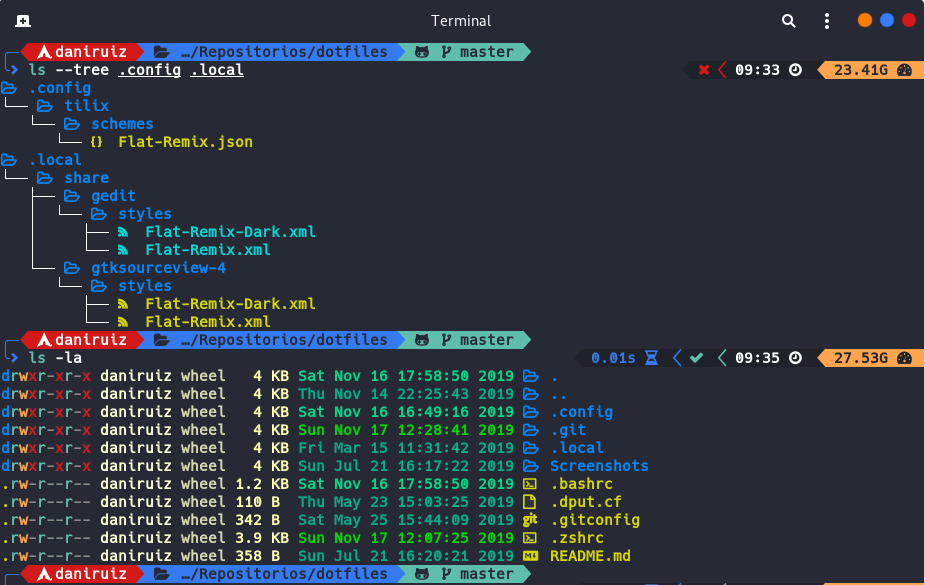 Terminal
daniruiz …/Repositorios/dotfiles master
ls --tree .config .local 09:33 23.41G
.config
tilix
schemes
{} Flat-Remix.json
.local
share
gedit
styles
Flat-Remix-Dark.xml
Flat-Remix.xml
gtksourceview-4
styles
Flat-Remix-Dark.xml
Flat-Remix.xml
daniruiz …/Repositorios/dotfiles master
ls -la 0.01s 09:35 27.53G
drwxr-xr-x daniruiz wheel 4 KB Sat Nov 16 17:58:50 2019 .
drwxr-xr-x daniruiz wheel 4 KB Thu Nov 14 22:25:43 2019 ..
drwxr-xr-x daniruiz wheel 4 KB Sat Nov 16 16:49:16 2019 .config
drwxr-xr-x daniruiz wheel 4 KB Sun Nov 17 12:28:41 2019 .git
drwxr-xr-x daniruiz wheel 4 KB Fri Mar 15 11:31:42 2019 .local
drwxr-xr-x daniruiz wheel 4 KB Sun Jul 21 16:17:22 2019 Screenshots
.rw-r--r-- daniruiz wheel 1.2 KB Sat Nov 16 17:58:50 2019 .bashrc
.rw-r--r-- daniruiz wheel 110 B Thu May 23 15:03:25 2019 .dput.cf
.rw-r--r-- daniruiz wheel 342 B Sat May 25 15:44:09 2019 git .gitconfig
.rw-r--r-- daniruiz wheel 3.9 KB Sun Nov 17 12:07:25 2019 .zshrc
.rw-r--r-- daniruiz wheel 358 B Sun Jul 21 16:20:21 2019 README.md
daniruiz …/Repositorios/dotfiles master